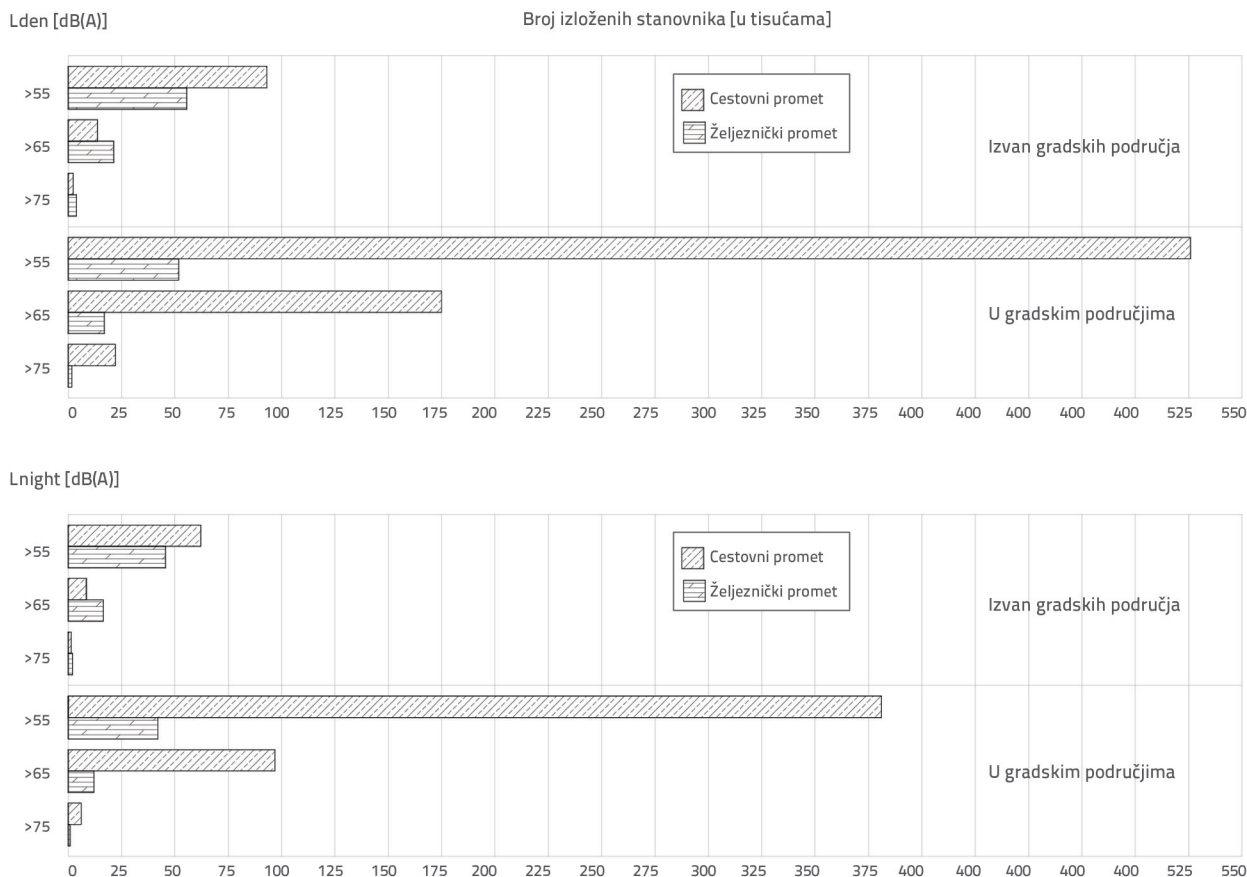 Lden [dB(A)]
Broj izloženih stanovnika [u tisućama]
>55
>65
>75
Cestovni promet
Željeznički promet
Izvan gradskih područja
>55
>65
>75
U gradskim područjima
0 25 50 75 100 125 150 175 200 225 250 275 300 325 350 375 400 400 400 400 400 525 550
Lnight [dB(A)]
>55
>65
>75
Cestovni promet
Željeznički promet
Izvan gradskih područja
>55
>65
>75
U gradskim područjima
0 25 50 75 100 125 150 175 200 225 250 275 300 325 350 375 400 400 400 400 400 525 550